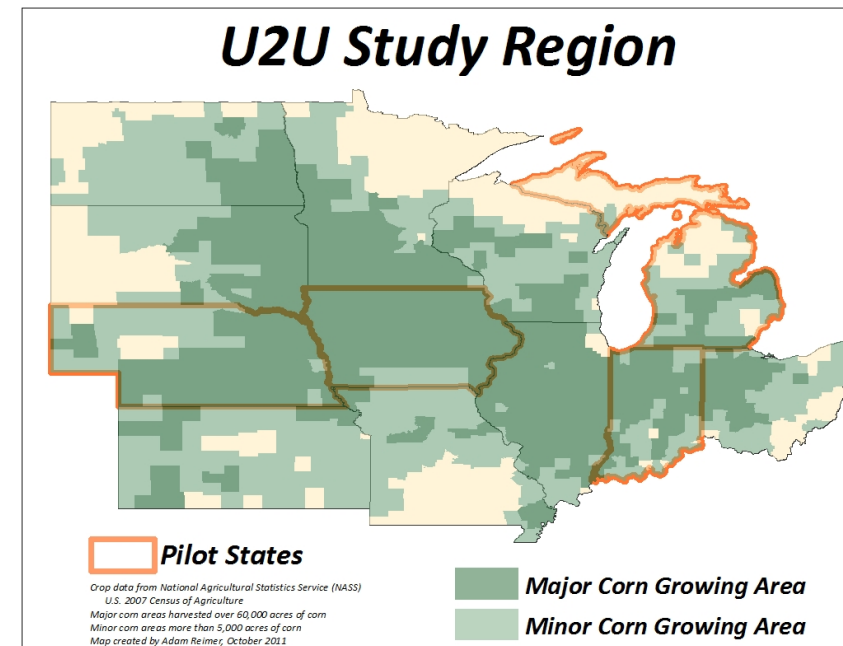 U2U Study Region
Pilot States
Crop data from National Agricultural Statistics Service (NASS)
U.S. 2007 Census of Agriculture
Major corn areas harvested over 60,000 acres of corn
Minor corn areas more than 5,000 acres of corn
Map created by Adam Reimer, October 2011
Major Corn Growing Area
Minor Corn Growing Area